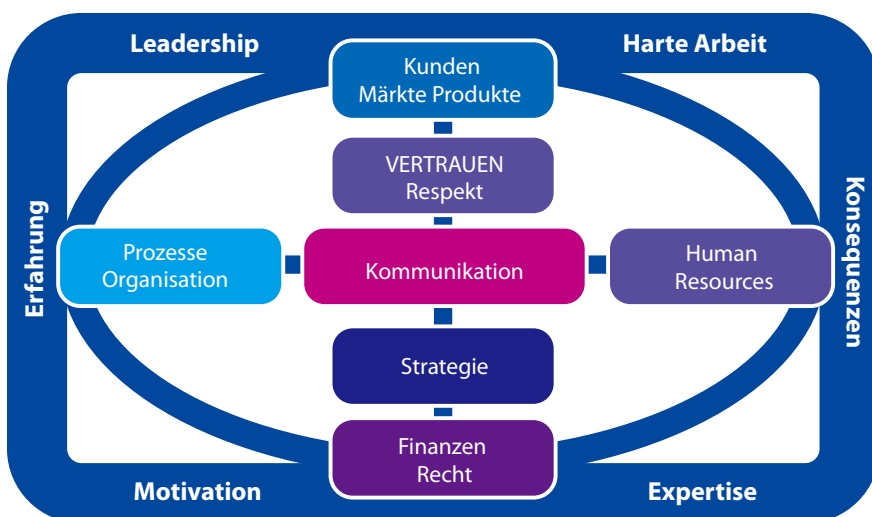 Leadership
Harte Arbeit
Kunden
Märkte Produkte
VERTRAUEN
Respekt
Erfahrung
Prozesse
Organisation
Kommunikation
Human
Resources
Konsequenzen
Strategie
Finanzen
Recht
Motivation
Expertise